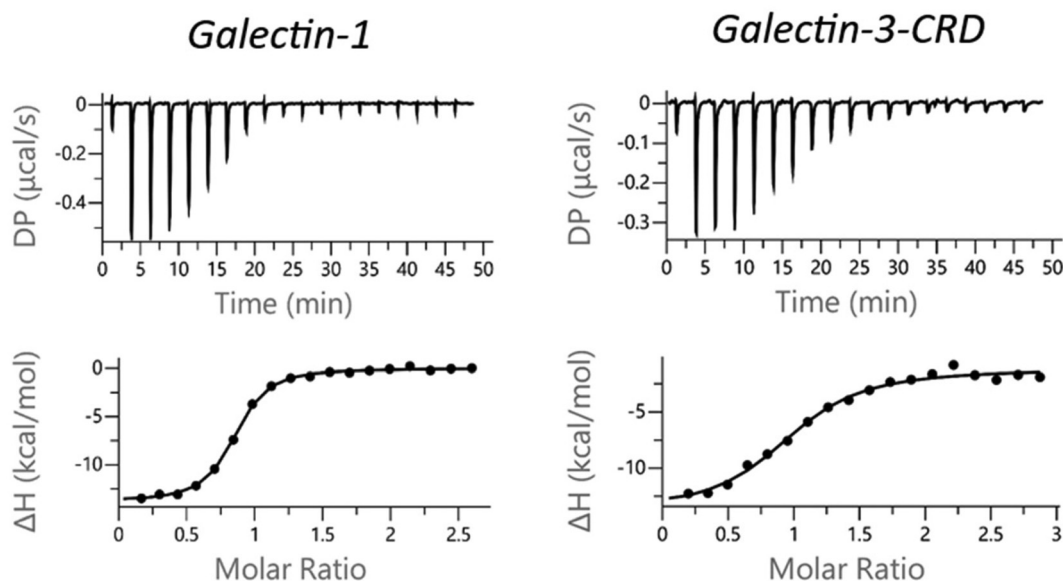 Galectin-1
DP (µcal/s)
0
-0.2
-0.4
0 5 10 15 20 25 30 35 40 45 50
Time (min)
Galectin-3-CRD
DP (µcal/s)
0
-0.1
-0.2
-0.3
0 5 10 15 20 25 30 35 40 45 50
Time (min)
ΔH (kcal/mol)
0
-5
-10
0 0.5 1 1.5 2 2.5
Molar Ratio
ΔH (kcal/mol)
-5
-10
0 0.5 1 1.5 2 2.5 3
Molar Ratio